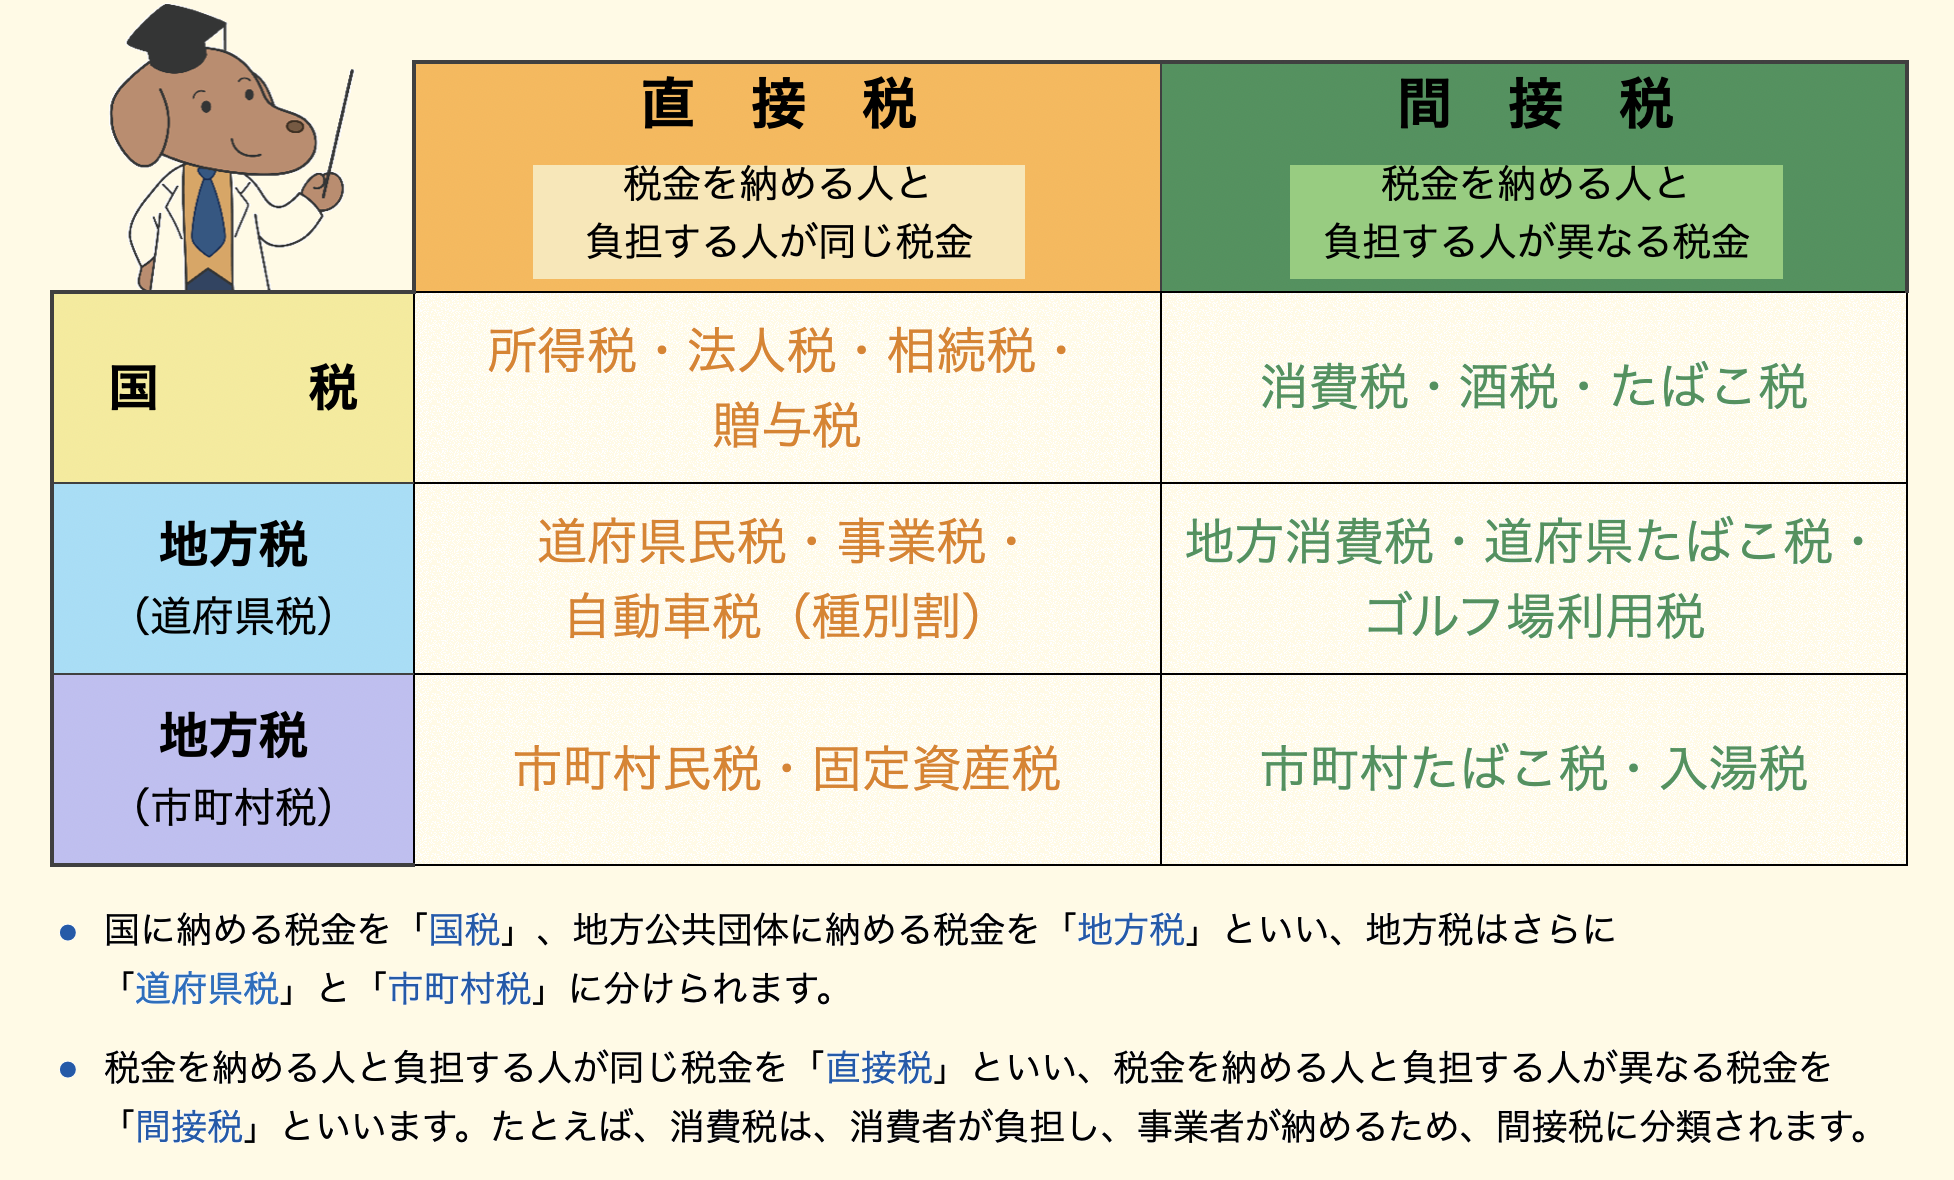 直　接　税
税金を納める人と
負担する人が同じ税金
間　接　税
税金を納める人と
負担する人が異なる税金
国　　　税
所得税・法人税・相続税・
贈与税
消費税・酒税・たばこ税
地方税
（道府県税）
道府県民税・事業税・
自動車税（種別割）
地方消費税・道府県たばこ税・
ゴルフ場利用税
地方税
（市町村税）
市町村民税・固定資産税
市町村たばこ税・入湯税
● 国に納める税金を「国税」、地方公共団体に納める税金を「地方税」といい、地方税はさらに
「道府県税」と「市町村税」に分けられます。
● 税金を納める人と負担する人が同じ税金を「直接税」といい、税金を納める人と負担する人が異なる税金を
「間接税」といいます。たとえば、消費税は、消費者が負担し、事業者が納めるため、間接税に分類されます。